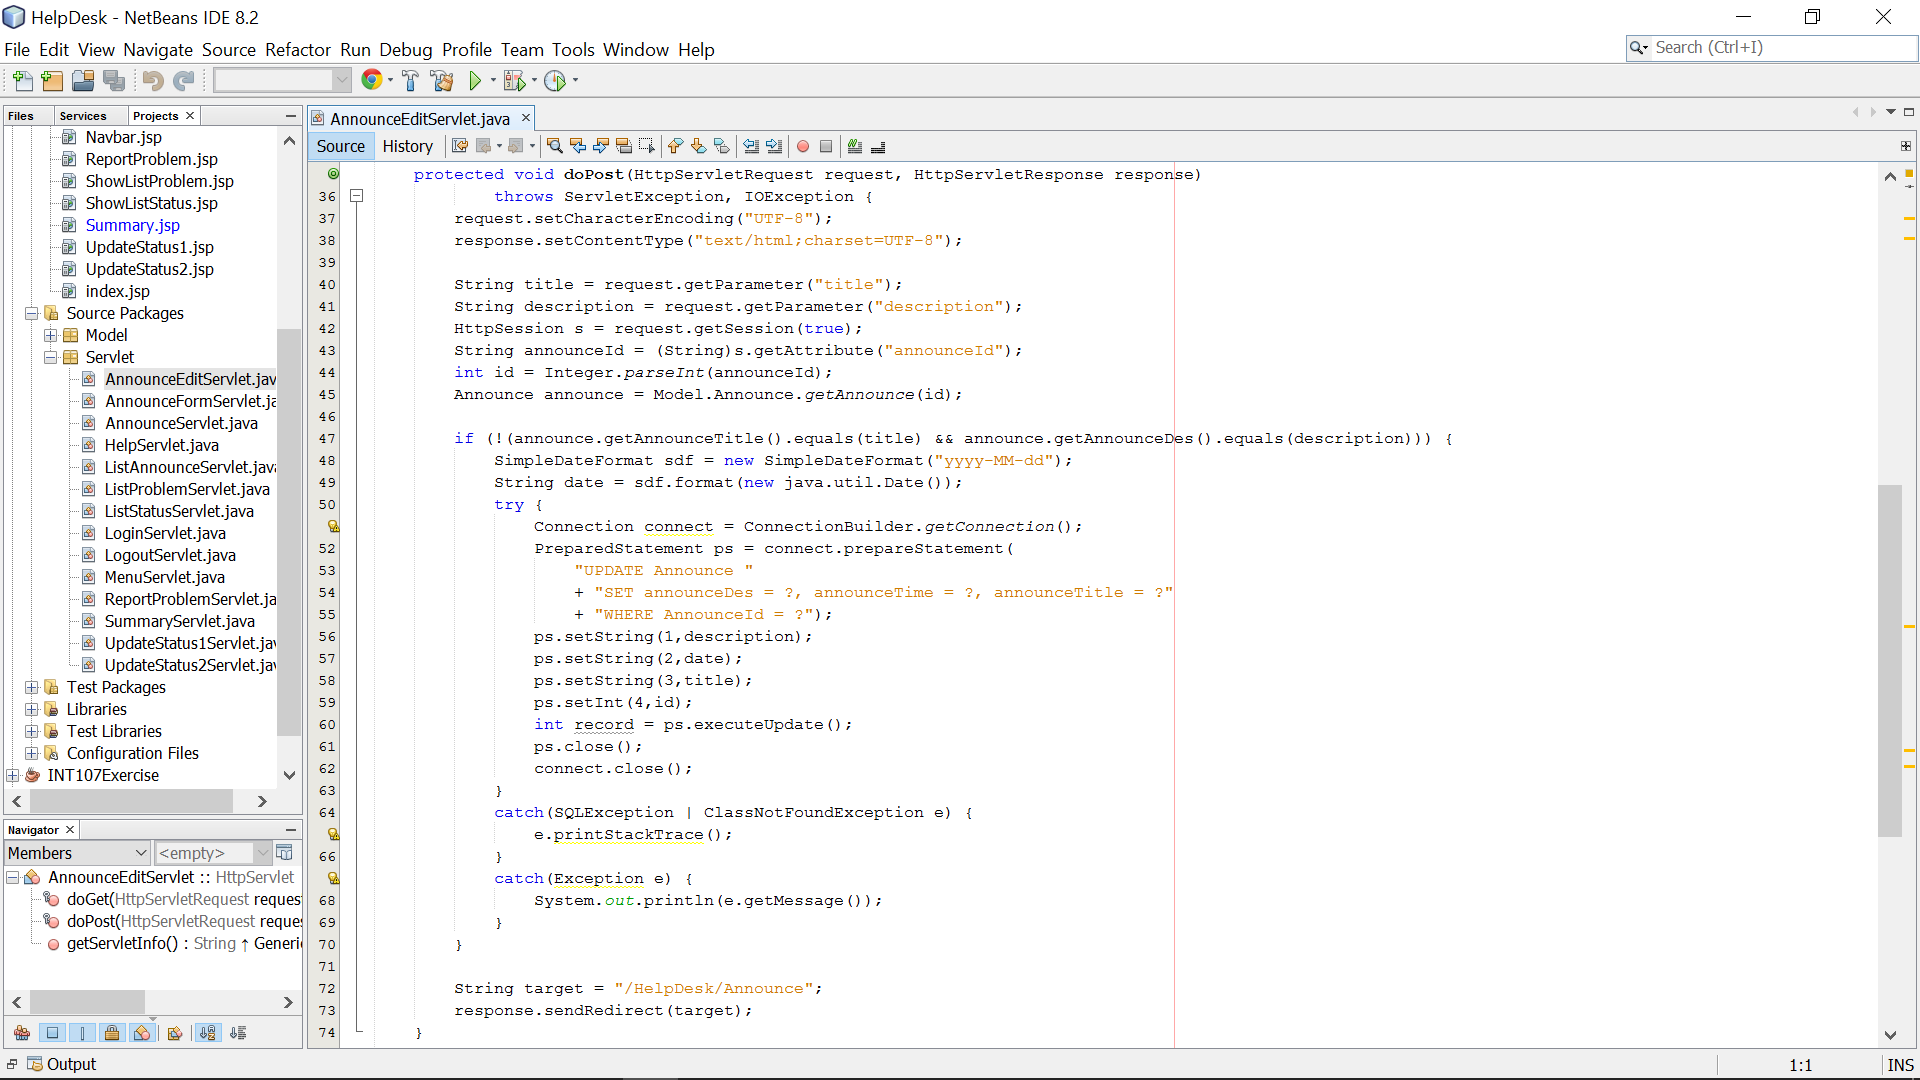 HelpDesk - NetBeans IDE 8.2
File Edit View Navigate Source Refactor Run Debug Profile Team Tools Window Help
Search (Ctrl+I)
Files Services Projects
Navbar.jsp
ReportProblem.jsp
ShowListProblem.jsp
ShowListStatus.jsp
Summary.jsp
UpdateStatus1.jsp
UpdateStatus2.jsp
index.jsp
Source Packages
Model
Servlet
AnnounceEditServlet.jav
AnnounceFormServlet.ja
AnnounceServlet.java
HelpServlet.java
ListAnnounceServlet.java
ListProblemServlet.java
ListStatusServlet.java
LoginServlet.java
LogoutServlet.java
MenuServlet.java
ReportProblemServlet.ja
SummaryServlet.java
UpdateStatus1Servlet.jav
UpdateStatus2Servlet.jav
Test Packages
Libraries
Test Libraries
Configuration Files
INT107Exercise
Navigator
Members <empty>
AnnounceEditServlet :: HttpServlet
doGet(HttpServletRequest reques
doPost(HttpServletRequest reque
getServletInfo() : String ↑ Generi
AnnounceEditServlet.java
Source History
protected void doPost(HttpServletRequest request, HttpServletResponse response)
36 throws ServletException, IOException {
37 request.setCharacterEncoding("UTF-8");
38 response.setContentType("text/html;charset=UTF-8");
39
40 String title = request.getParameter("title");
41 String description = request.getParameter("description");
42 HttpSession s = request.getSession(true);
43 String announceId = (String)s.getAttribute("announceId");
44 int id = Integer.parseInt(announceId);
45 Announce announce = Model.Announce.getAnnounce(id);
46
47 if (!(announce.getAnnounceTitle().equals(title) && announce.getAnnounceDes().equals(description))) {
48 SimpleDateFormat sdf = new SimpleDateFormat("yyyy-MM-dd");
49 String date = sdf.format(new java.util.Date());
50 try {
Connection connect = ConnectionBuilder.getConnection();
52 PreparedStatement ps = connect.prepareStatement(
53 "UPDATE Announce "
54 + "SET announceDes = ?, announceTime = ?, announceTitle = ?"
55 + "WHERE AnnounceId = ?");
56 ps.setString(1,description);
57 ps.setString(2,date);
58 ps.setString(3,title);
59 ps.setInt(4,id);
60 int record = ps.executeUpdate();
61 ps.close();
62 connect.close();
63 }
64 catch(SQLException | ClassNotFoundException e) {
e.printStackTrace();
66 }
catch(Exception e) {
68 System.out.println(e.getMessage());
69 }
70 }
71
72 String target = "/HelpDesk/Announce";
73 response.sendRedirect(target);
74 }
Output
1:1 INS